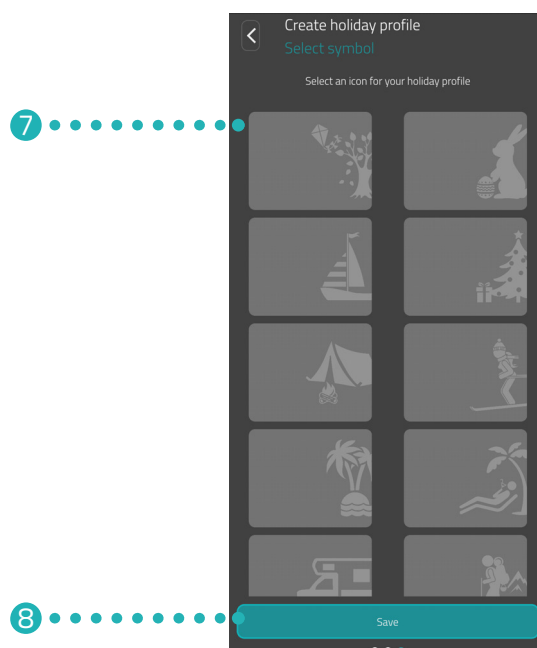 Create holiday profile
Select symbol
Select an icon for your holiday profile
7
8
Save